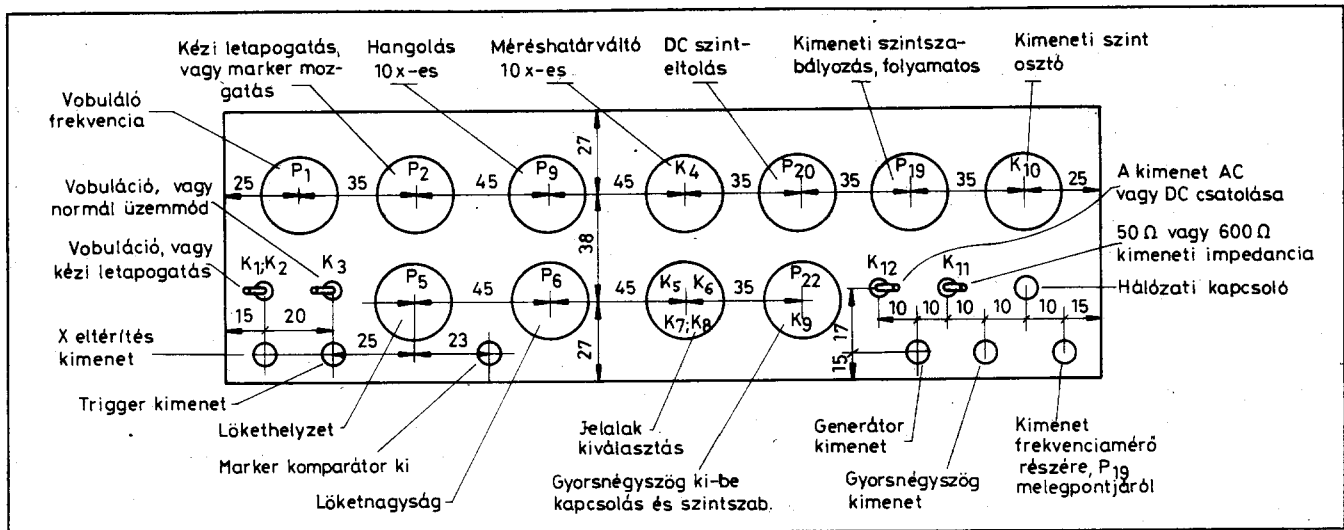 Kézi letapogatás,
vagy marker moz-
gatás
Hangolás
10x-es
Méréshatárváltó
10x-es
DC szint-
eltolás
Kimeneti szintsza-
bályozás, folyamatos
Kimeneti szint
osztó
Vobuláló
frekvencia
27
P1
P2
P9
K4
P20
P19
K10
25
35
45
45
35
35
35
25
A kimenet AC
vagy DC csatolása
Vobuláció, vagy
normál üzemmód
38
50 Ω vagy 600 Ω
kimeneti impedancia
Vobuláció, vagy
kézi letapogatás
K1;K2
K3
P5
P6
K5
K6
K7;K8
P22
K9
K12
K11
Hálózati kapcsoló
45
45
35
15
20
10
10
10
10
15
17
X eltérítés
kimenet
25
23
27
15
Trigger kimenet
Lökethelyzet
Marker komparátor ki
Löketnagyság
Jelalak
kiválasztás
Gyorsnégyszög ki-be
kapcsolás és szintszab.
Generátor
kimenet
Gyorsnégyszög
kimenet
Kimenet
frekvenciamérő
részére, P19
melegpontjáról